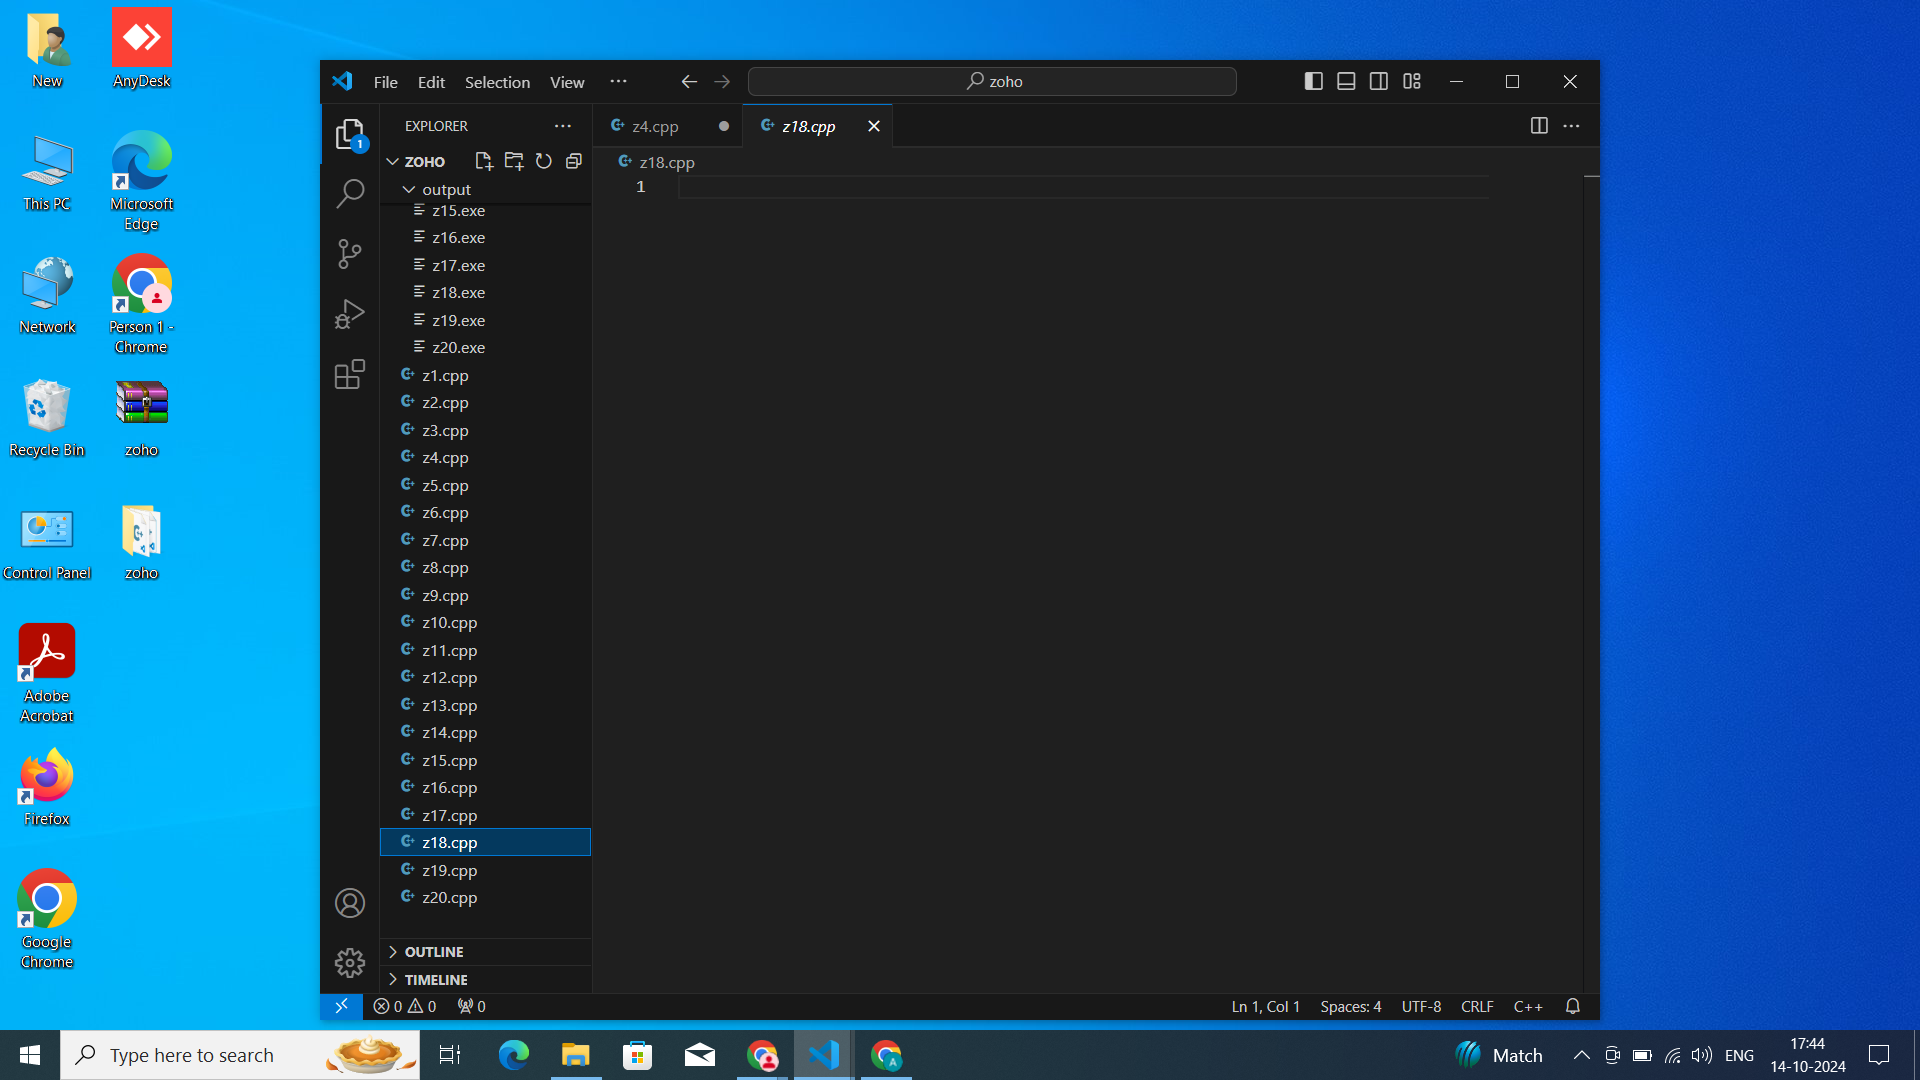 New
AnyDesk
This PC
Microsoft
Edge
Network
Person 1 -
Chrome
Recycle Bin
zoho
Control Panel
zoho
Adobe
Acrobat
Firefox
Google
Chrome
File Edit Selection View ···
zoho
1
EXPLORER
ZOHO
output
z15.exe
z16.exe
z17.exe
z18.exe
z19.exe
z20.exe
z1.cpp
z2.cpp
z3.cpp
z4.cpp
z5.cpp
z6.cpp
z7.cpp
z8.cpp
z9.cpp
z10.cpp
z11.cpp
z12.cpp
z13.cpp
z14.cpp
z15.cpp
z16.cpp
z17.cpp
z18.cpp
z19.cpp
z20.cpp
OUTLINE
TIMELINE
z4.cpp
z18.cpp
z18.cpp
1
0 0 0
Ln 1, Col 1 Spaces: 4 UTF-8 CRLF C++
Type here to search
A
Match
ENG
17:44
14-10-2024